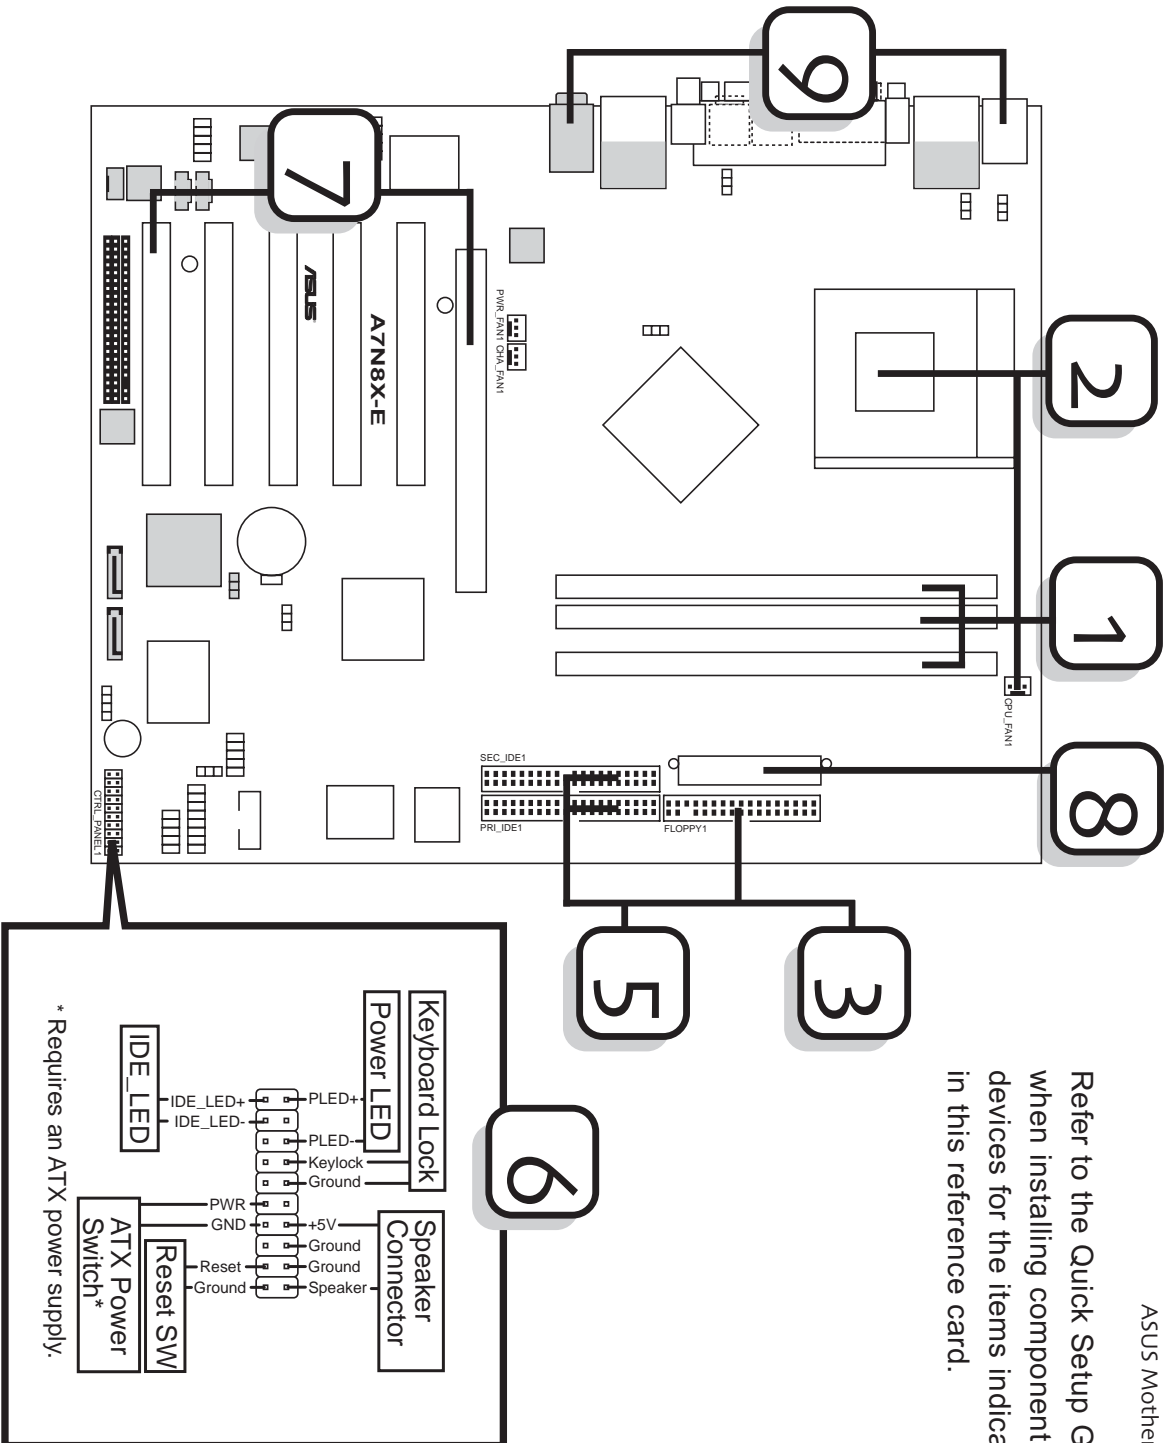 ASUS
Refer to the Quick Setup
when installing
devices for the items
in this reference card.
9
7
2
1
8
5
3
6
ASUS
A7N8X-E
PWR_FAN1
CHA_FAN1
CPU_FAN1
SEC_IDE1
PRI_IDE1
FLOPPY1
CTRL_PANEL1
Keyboard Lock
Power LED
Speaker
Connector
PLED+
PLED-
Keylock
Ground
+5V
Ground
Ground
Speaker
IDE_LED+
IDE_LED-
PWR
GND
Reset
Ground
IDE_LED
ATX Power
Switch*
Reset SW
* Requires an ATX power supply.